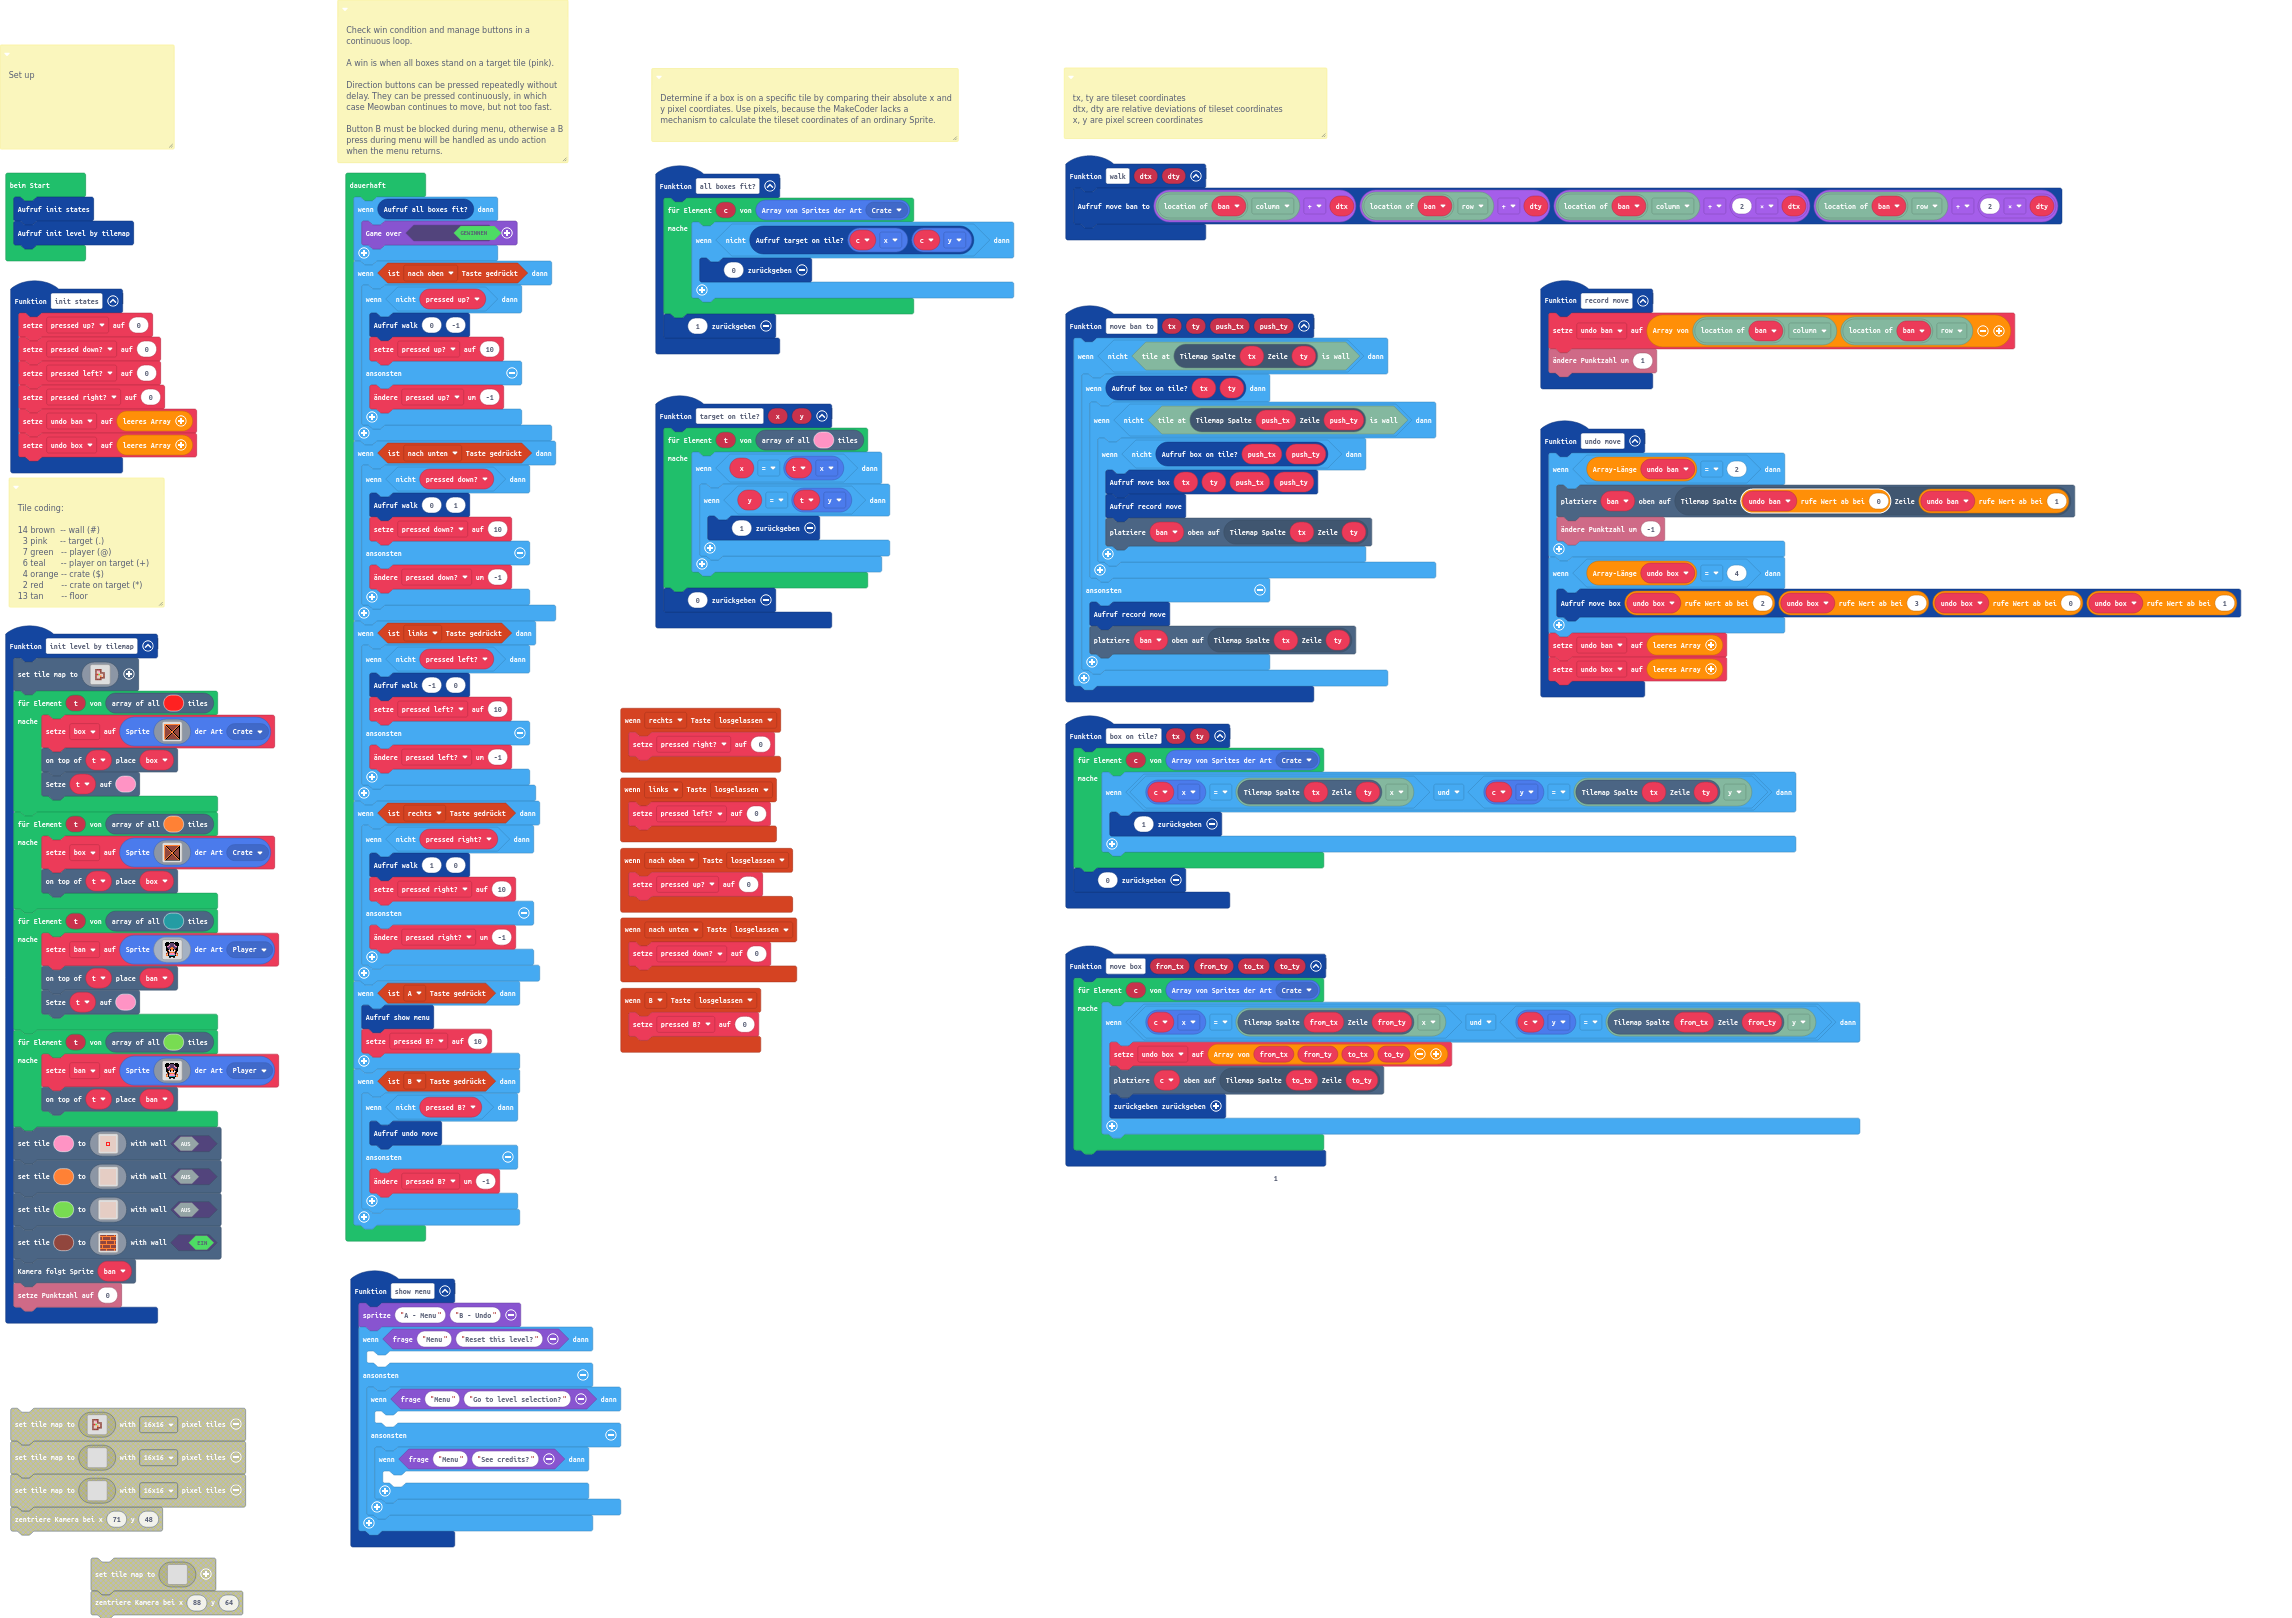 Set up
beim Start
Aufruf init states
Aufruf init level by tilemap
Funktion init states
setze pressed up? auf 0
setze pressed down? auf 0
setze pressed left? auf 0
setze pressed right? auf 0
setze undo ban auf leeres Array
setze undo box auf leeres Array
Tile coding:
14 brown -- wall (#)
3 pink -- target (.)
7 green -- player (@)
6 teal -- player on target (+)
4 orange -- crate ($)
2 red -- crate on target (*)
13 tan -- floor
Funktion init level by tilemap
set tile map to
für Element t von array of all tiles
mache
setze box auf Sprite der Art Crate
on top of t place box
Setze t auf
für Element t von array of all tiles
mache
setze box auf Sprite der Art Crate
on top of t place box
für Element t von array of all tiles
mache
setze ban auf Sprite der Art Player
on top of t place ban
Setze t auf
für Element t von array of all tiles
mache
setze ban auf Sprite der Art Player
on top of t place ban
set tile to with wall AUS
set tile to with wall AUS
set tile to with wall AUS
set tile to with wall EIN
Kamera folgt Sprite ban
setze Punktzahl auf 0
set tile map to with 16x16 pixel tiles
set tile map to with 16x16 pixel tiles
set tile map to with 16x16 pixel tiles
zentriere Kamera bei x 71 y 48
set tile map to
zentriere Kamera bei x 88 y 64
Check win condition and manage buttons in a
continuous loop.
A win is when all boxes stand on a target tile (pink).
Direction buttons can be pressed repeatedly without
delay. They can be pressed continuously, in which
case Meowban continues to move, but not too fast.
Button B must be blocked during menu, otherwise a B
press during menu will be handled as undo action
when the menu returns.
dauerhaft
wenn Aufruf all boxes fit? dann
Game over GEWINNEN
wenn ist nach oben Taste gedrückt dann
wenn nicht pressed up? dann
Aufruf walk 0 -1
setze pressed up? auf 10
ansonsten
ändere pressed up? um -1
wenn ist nach unten Taste gedrückt dann
wenn nicht pressed down? dann
Aufruf walk 0 1
setze pressed down? auf 10
ansonsten
ändere pressed down? um -1
wenn ist links Taste gedrückt dann
wenn nicht pressed left? dann
Aufruf walk -1 0
setze pressed left? auf 10
ansonsten
ändere pressed left? um -1
wenn ist rechts Taste gedrückt dann
wenn nicht pressed right? dann
Aufruf walk 1 0
setze pressed right? auf 10
ansonsten
ändere pressed right? um -1
wenn ist A Taste gedrückt dann
Aufruf show menu
setze pressed B? auf 10
wenn ist B Taste gedrückt dann
wenn nicht pressed B? dann
Aufruf undo move
ansonsten
ändere pressed B? um -1
Funktion show menu
spritze "A - Menu" "B - Undo"
wenn frage "Menu" "Reset this level?" dann
ansonsten
wenn frage "Menu" "Go to level selection?" dann
ansonsten
wenn frage "Menu" "See credits?" dann
Determine if a box is on a specific tile by comparing their absolute x and
y pixel coordiates. Use pixels, because the MakeCoder lacks a
mechanism to calculate the tileset coordinates of an ordinary Sprite.
Funktion all boxes fit?
für Element c von Array von Sprites der Art Crate
mache
wenn nicht Aufruf target on tile? c x c y dann
0 zurückgeben
1 zurückgeben
Funktion target on tile? x y
für Element t von array of all tiles
mache
wenn x = t x dann
wenn y = t y dann
1 zurückgeben
0 zurückgeben
wenn rechts Taste losgelassen
setze pressed right? auf 0
wenn links Taste losgelassen
setze pressed left? auf 0
wenn nach oben Taste losgelassen
setze pressed up? auf 0
wenn nach unten Taste losgelassen
setze pressed down? auf 0
wenn B Taste losgelassen
setze pressed B? auf 0
tx, ty are tileset coordinates
dtx, dty are relative deviations of tileset coordinates
x, y are pixel screen coordinates
Funktion walk dtx dty
Aufruf move ban to location of ban column + dtx location of ban row + dty location of ban column + 2 × dtx location of ban row + 2 × dty
Funktion move ban to tx ty push_tx push_ty
wenn nicht tile at Tilemap Spalte tx Zeile ty is wall dann
wenn Aufruf box on tile? tx ty dann
wenn nicht tile at Tilemap Spalte push_tx Zeile push_ty is wall dann
wenn nicht Aufruf box on tile? push_tx push_ty dann
Aufruf move box tx ty push_tx push_ty
Aufruf record move
platziere ban oben auf Tilemap Spalte tx Zeile ty
ansonsten
Aufruf record move
platziere ban oben auf Tilemap Spalte tx Zeile ty
Funktion box on tile? tx ty
für Element c von Array von Sprites der Art Crate
mache
wenn c x = Tilemap Spalte tx Zeile ty x und c y = Tilemap Spalte tx Zeile ty y dann
1 zurückgeben
0 zurückgeben
Funktion move box from_tx from_ty to_tx to_ty
für Element c von Array von Sprites der Art Crate
mache
wenn c x = Tilemap Spalte from_tx Zeile from_ty x und c y = Tilemap Spalte from_tx Zeile from_ty y dann
setze undo box auf Array von from_tx from_ty to_tx to_ty
platziere c oben auf Tilemap Spalte to_tx Zeile to_ty
zurückgeben zurückgeben
1
Funktion record move
setze undo ban auf Array von location of ban column location of ban row
ändere Punktzahl um 1
Funktion undo move
wenn Array-Länge undo ban = 2 dann
platziere ban oben auf Tilemap Spalte undo ban rufe Wert ab bei 0 Zeile undo ban rufe Wert ab bei 1
ändere Punktzahl um -1
wenn Array-Länge undo box = 4 dann
Aufruf move box undo box rufe Wert ab bei 2 undo box rufe Wert ab bei 3 undo box rufe Wert ab bei 0 undo box rufe Wert ab bei 1
setze undo ban auf leeres Array
setze undo box auf leeres Array